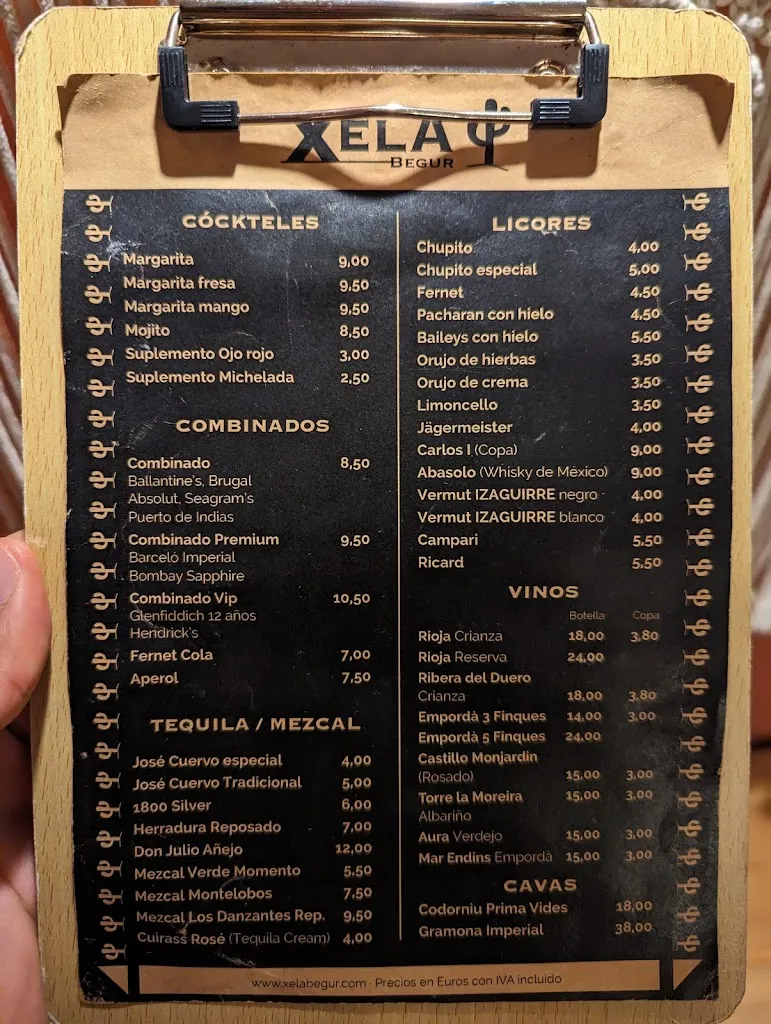 XELA
BEGUR
CÓCKTELES
Margarita 9,00
Margarita fresa 9,50
Margarita mango 9,50
Mojito 8,50
Suplemento Ojo rojo 3,00
Suplemento Michelada 2,50
COMBINADOS
Combinado 8,50
Ballantine's, Brugal
Absolut, Seagram's
Puerto de Indias
Combinado Premium 9,50
Barceló Imperial
Bombay Sapphire
Combinado Vip 10,50
Glenfiddich 12 años
Hendrick's
Fernet Cola 7,00
Aperol 7,50
TEQUILA / MEZCAL
José Cuervo especial 4,00
José Cuervo Tradicional 5,00
1800 Silver 6,00
Herradura Reposado 7,00
Don Julio Añejo 12,00
Mezcal Verde Momento 5,50
Mezcal Montelobos 7,50
Mezcal Los Danzantes Rep. 9,50
Cuirass Rosé (Tequila Cream) 4,00
LICORES
Chupito 4,00
Chupito especial 5,00
Fernet 4,50
Pacharan con hielo 4,50
Baileys con hielo 5,50
Orujo de hierbas 3,50
Orujo de crema 3,50
Limoncello 3,50
Jägermeister 4,00
Carlos I (Copa) 9,00
Abasolo (Whisky de México) 9,00
Vermut IZAGUIRRE negro 4,00
Vermut IZAGUIRRE blanco 4,00
Campari 5,50
Ricard 5,50
VINOS
Botella Copa
Rioja Crianza 18,00 3,80
Rioja Reserva 24,00
Ribera del Duero
Crianza 18,00 3,80
Empordà 3 Finques 14,00 3,00
Empordà 5 Finques 24,00
Castillo Monjardin
(Rosado) 15,00 3,00
Torre la Moreira 15,00 3,00
Albariño
Aura Verdejo 15,00 3,00
Mar Endins Empordà 15,00 3,00
CAVAS
Codorniu Prima Vides 18,00
Gramona Imperial 38,00
www.xelabegur.com · Precios en Euros con IVA incluido